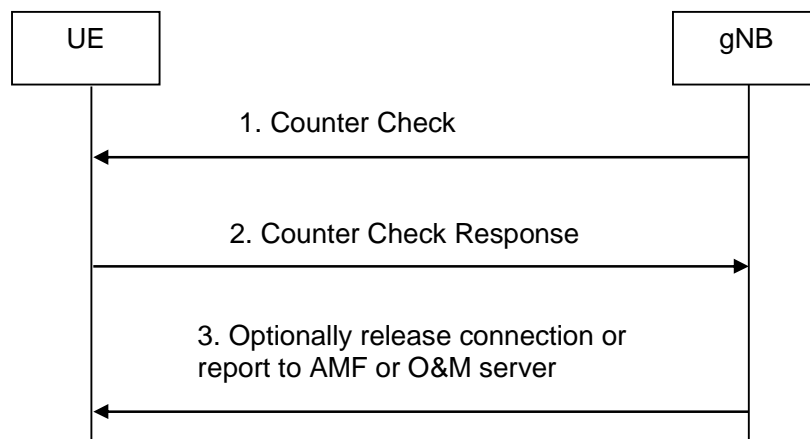 UE
gNB
1. Counter Check
2. Counter Check Response
3. Optionally release connection or
report to AMF or O&M server